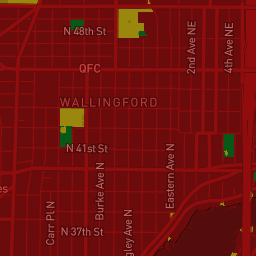 N 48th St
2nd Ave NE
4th Ave NE
QFC
WALLINGFORD
N 41st St
Burke Ave N
Eastern Ave N
Carr PL N
N 37th St